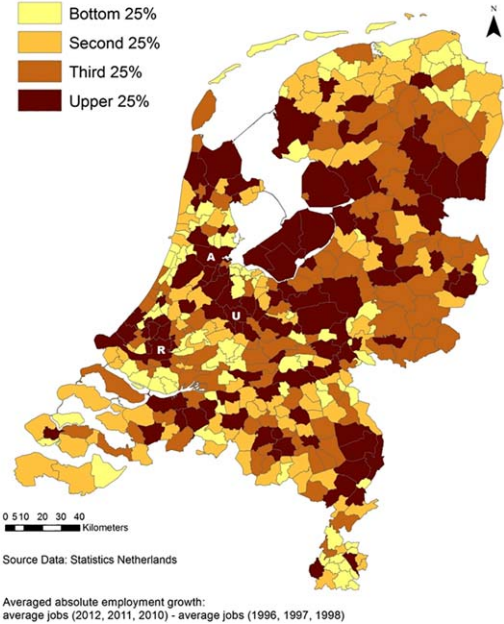 Bottom 25%
Second 25%
Third 25%
Upper 25%
N
A
U
R
0 5 10 20 30 40
Kilometers
Source Data: Statistics Netherlands
Averaged absolute employment growth:
average jobs (2012, 2011, 2010) - average jobs (1996, 1997, 1998)